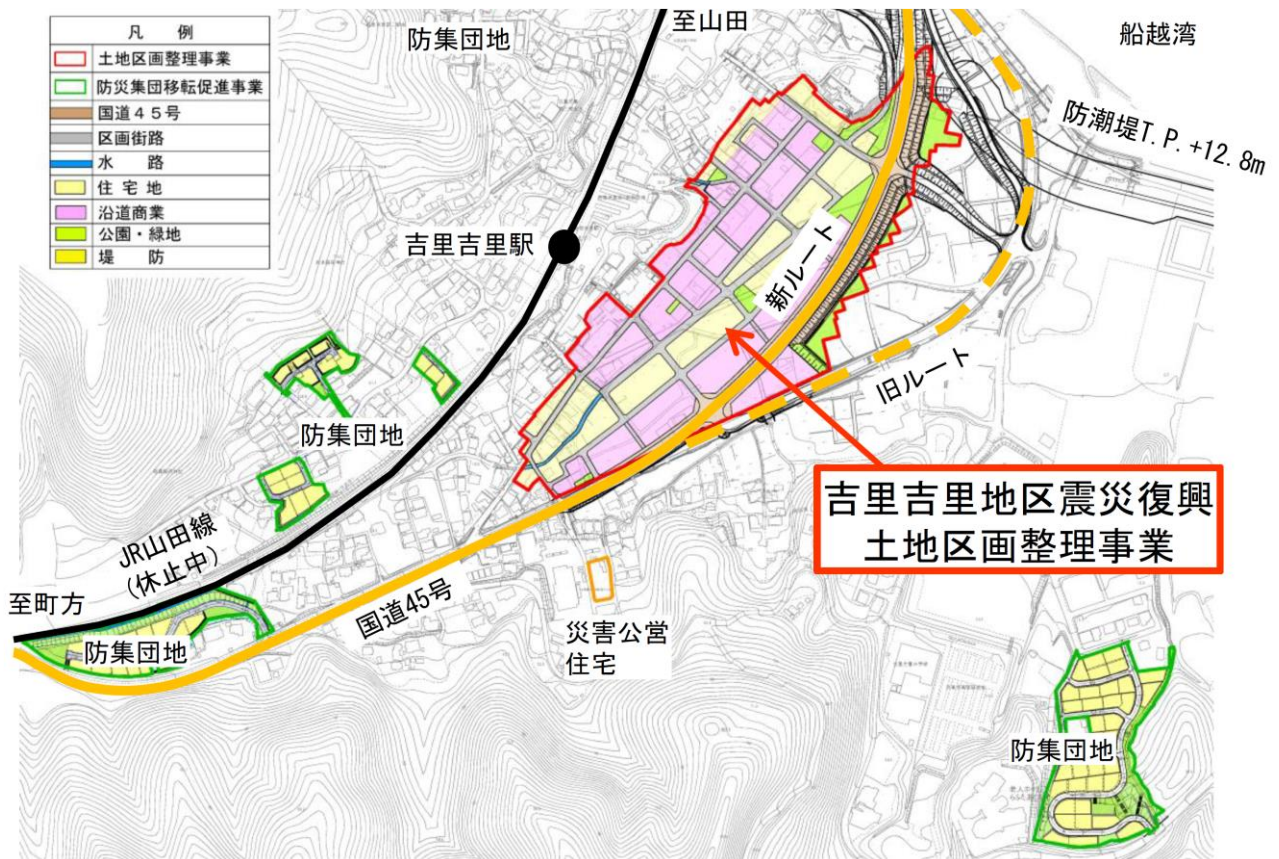 凡 例
土地区画整理事業
防災集団移転促進事業
国道45号
区画街路
水 路
住 宅 地
沿道商業
公園・緑地
堤 防
防集団地
至山田
船越湾
防潮堤T.P.+12.8m
吉里吉里駅
新ルート
旧ルート
防集団地
吉里吉里地区震災復興
土地区画整理事業
JR山田線
(休止中)
至町方
国道45号
防集団地
災害公営
住宅
防集団地